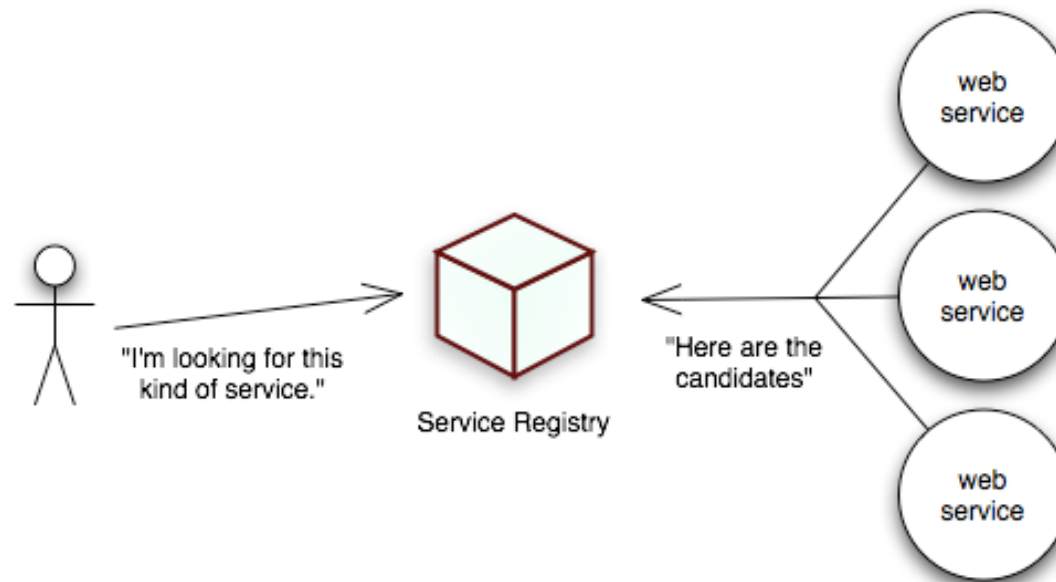 "I'm looking for this
kind of service."
Service Registry
"Here are the
candidates"
web
service
web
service
web
service